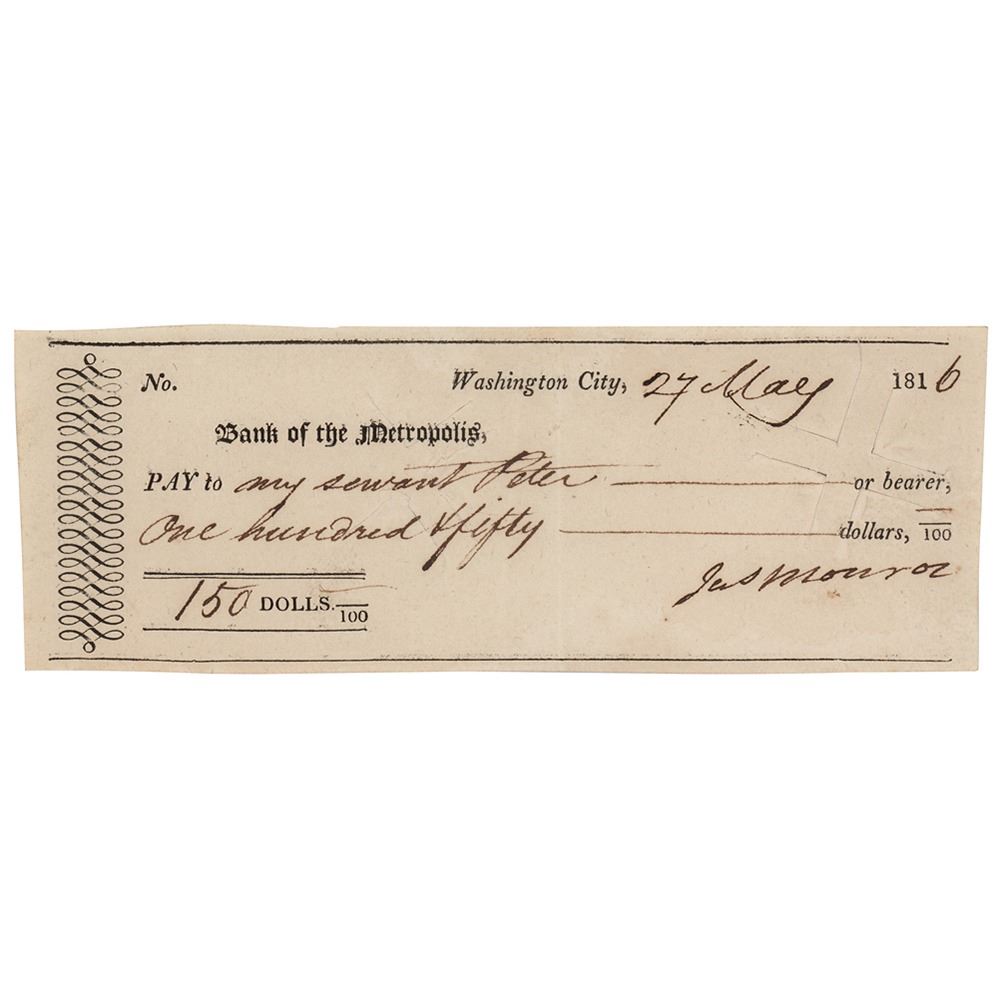 No. Washington City, 27 May 1816
Bank of the Metropolis,
PAY to my servant Peter or bearer,
One hundred & fifty dollars, /100
150 DOLLS. /100
Jas Monroe